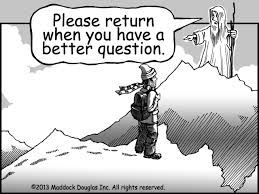 Please return
when you have a
better question.
©2013 Maddock Douglas Inc. All rights reserved.